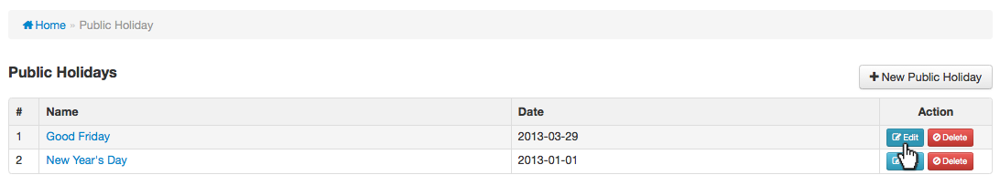 Home » Public Holiday
Public Holidays
New Public Holiday
# Name Date Action
1 Good Friday 2013-03-29 Edit Delete
2 New Year's Day 2013-01-01 Delete